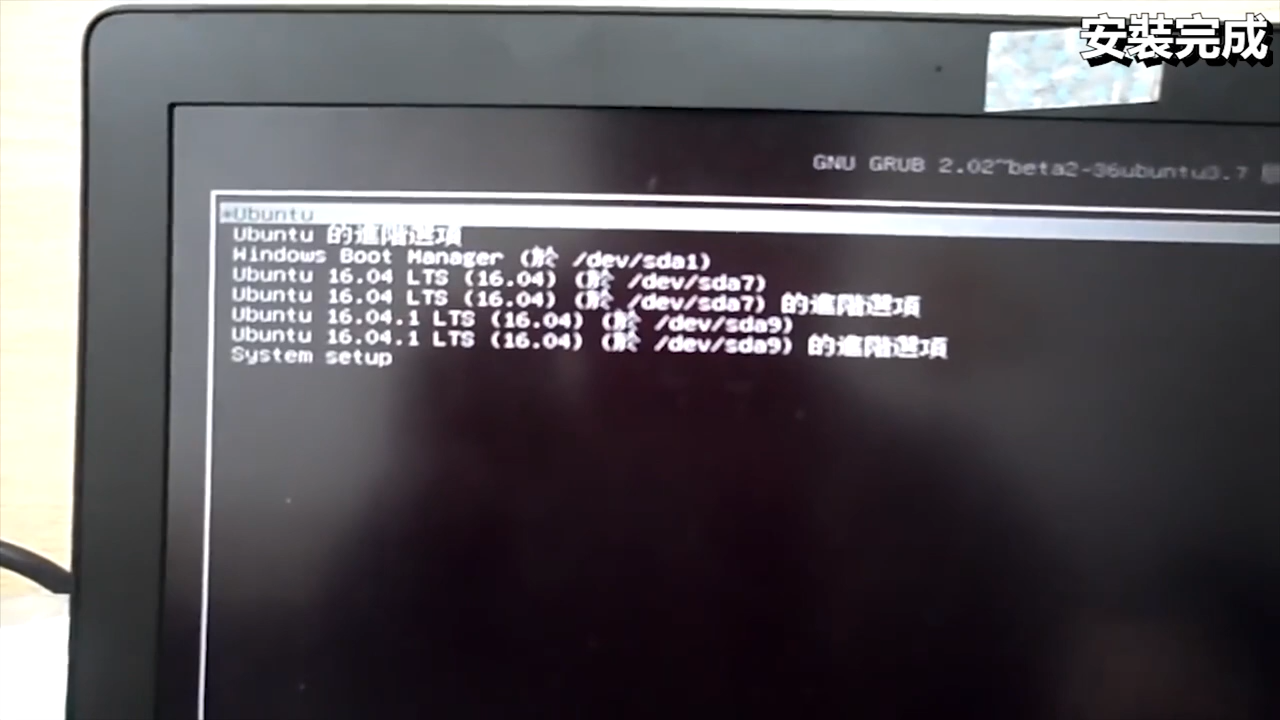 安裝完成
GNU GRUB 2.02~beta2-36ubuntu3.7
*Ubuntu
Ubuntu 的進階選項
Windows Boot Manager (於 /dev/sda1)
Ubuntu 16.04 LTS (16.04) (於 /dev/sda7)
Ubuntu 16.04 LTS (16.04) (於 /dev/sda7) 的進階選項
Ubuntu 16.04.1 LTS (16.04) (於 /dev/sda9)
Ubuntu 16.04.1 LTS (16.04) (於 /dev/sda9) 的進階選項
System setup